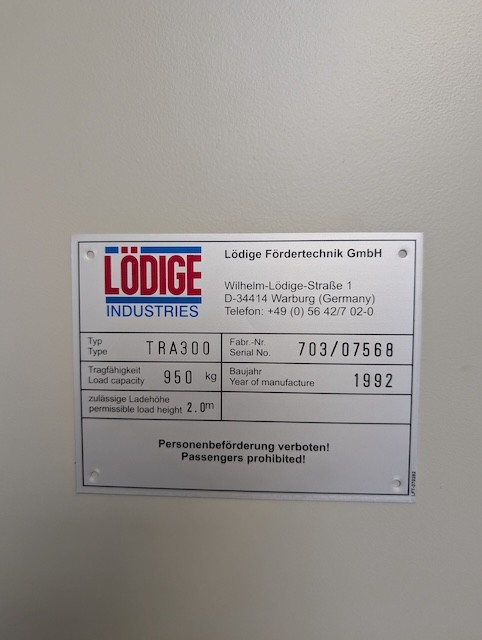 LÖDIGE
INDUSTRIES
Lödige Fördertechnik GmbH
Wilhelm-Lödige-Straße 1
D-34414 Warburg (Germany)
Telefon: +49 (0) 56 42/7 02-0
Typ
Type
TRA300
Fabr.-Nr.
Serial No.
703/07568
Tragfähigkeit
Load capacity
950 kg
Baujahr
Year of manufacture
1992
zulässige Ladehöhe
permissible load height
2.0m
Personenbeförderung verboten!
Passengers prohibited!